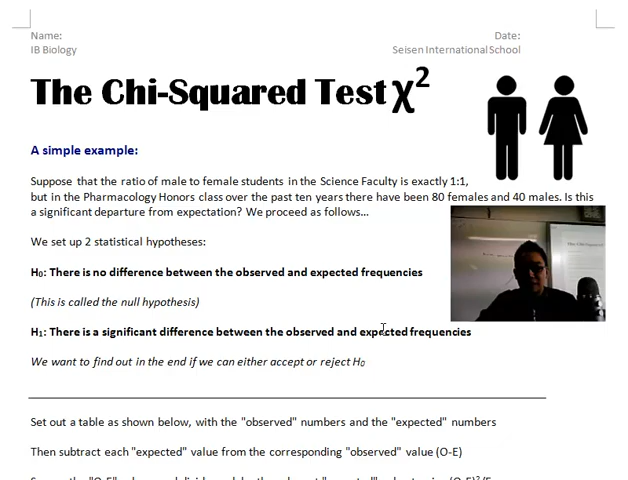 Name:
Date:
IB Biology
Seisen International School
The Chi-Squared Test χ²
A simple example:
Suppose that the ratio of male to female students in the Science Faculty is exactly 1:1,
but in the Pharmacology Honors class over the past ten years there have been 80 females and 40 males. Is this
a significant departure from expectation? We proceed as follows...
We set up 2 statistical hypotheses:
H₀: There is no difference between the observed and expected frequencies
(This is called the null hypothesis)
H₁: There is a significant difference between the observed and expected frequencies
We want to find out in the end if we can either accept or reject H₀
Set out a table as shown below, with the "observed" numbers and the "expected" numbers
Then subtract each "expected" value from the corresponding "observed" value (O-E)